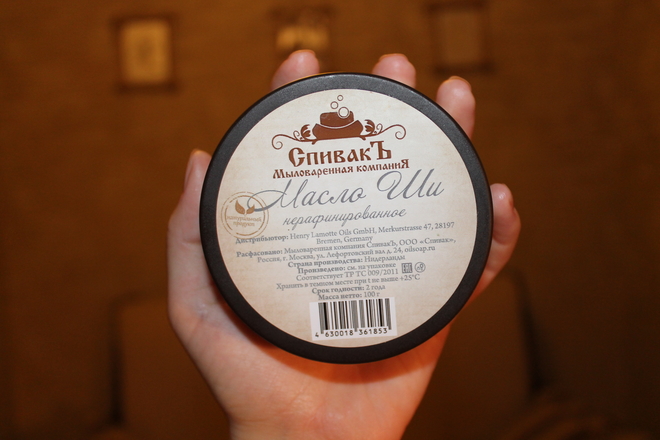 СпивакЪ
Мыловаренная компаниЯ
Масло Ши
нерафинированное
Дистрибьютор: Henry Lamotte Oils GmbH, Merkurstrasse 47, 28197
Bremen, Germany
Расфасовано: Мыловаренная компания СпивакЪ, ООО «Спивак»,
Россия, г. Москва, ул. Лефортовский вал д. 24, oilsoap.ru
Страна производства: Нидерланды
Произведено: см. на упаковке
Соответствует ТР ТС 009/2011 ЕАС
Хранить в темном месте при t не выше +25°C
Срок годности: 2 года
Масса нетто: 100 г
4 630018 361853